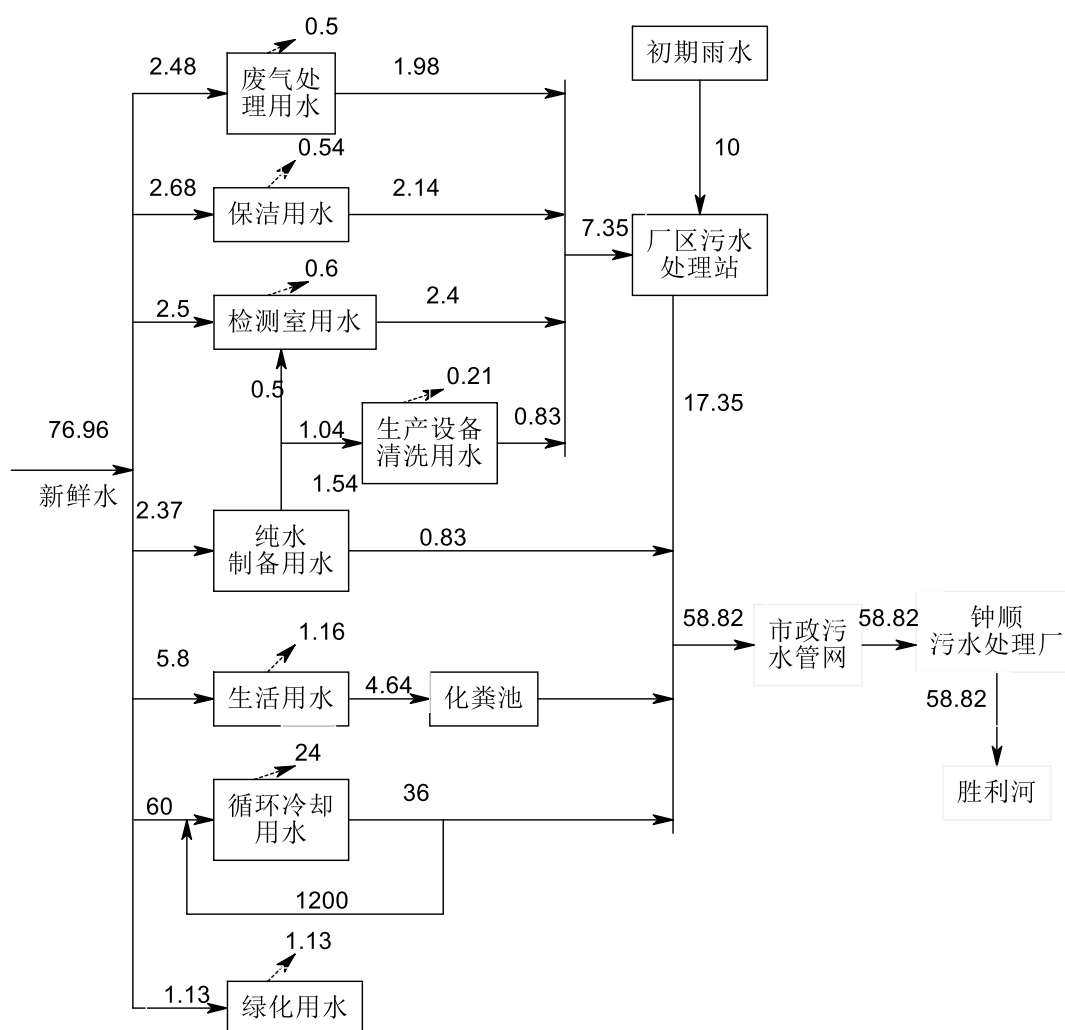 0.5
初期雨水
2.48
废气处
理用水
1.98
10
0.54
2.68
保洁用水
2.14
7.35
厂区污水
处理站
0.6
2.5
检测室用水
2.4
0.5
0.21
17.35
76.96
1.04
生产设备
清洗用水
0.83
新鲜水
1.54
2.37
纯水
制备用水
0.83
58.82
市政污
水管网
58.82
钟顺
污水处理厂
1.16
5.8
生活用水
4.64
化粪池
58.82
24
胜利河
60
循环冷却
用水
36
1200
1.13
1.13
绿化用水